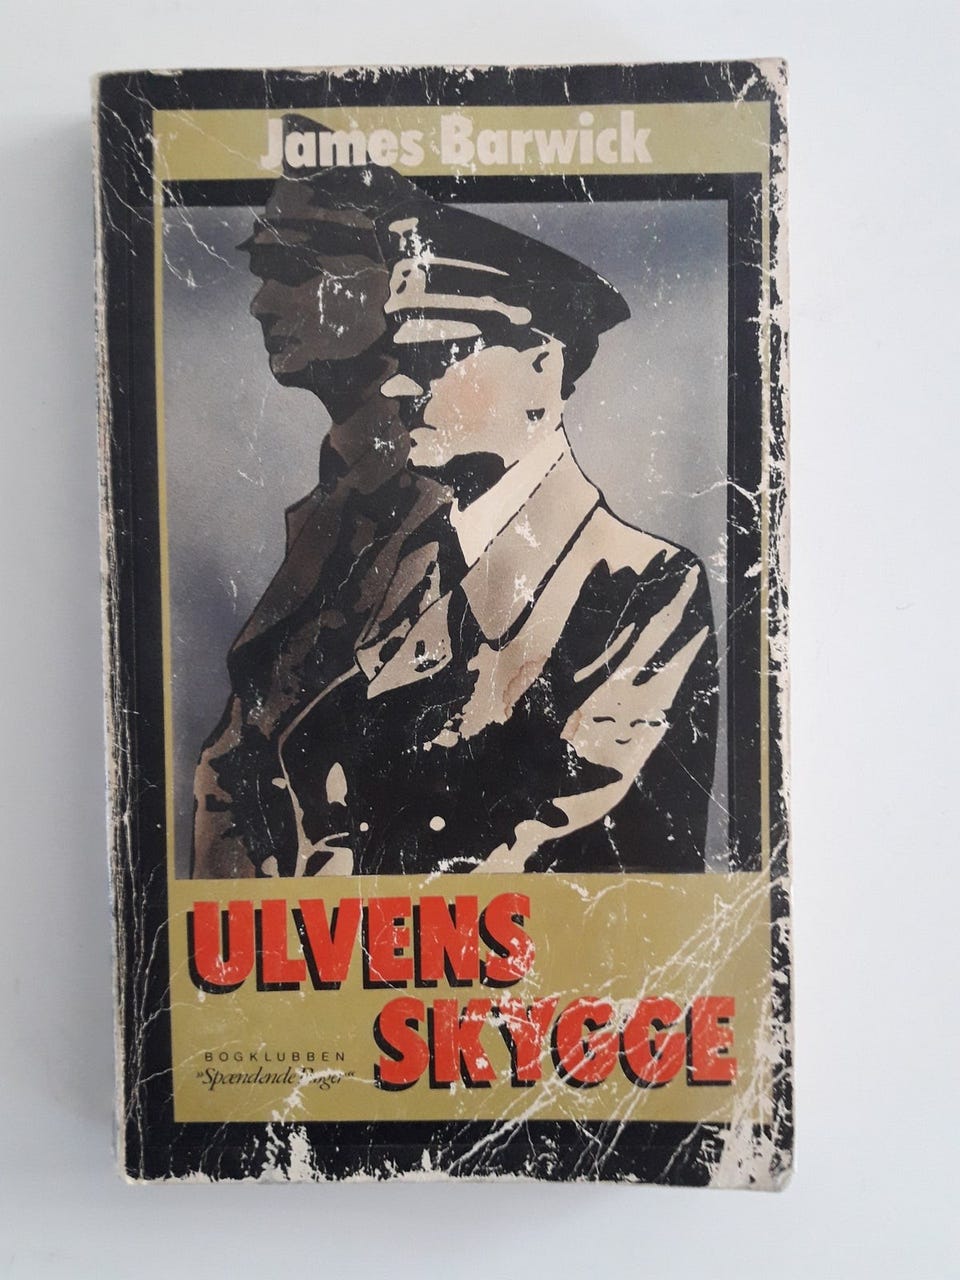 James Barwick
ULVENS
SKYGGE
BOGKLUBBEN
»Spændende Bøger«